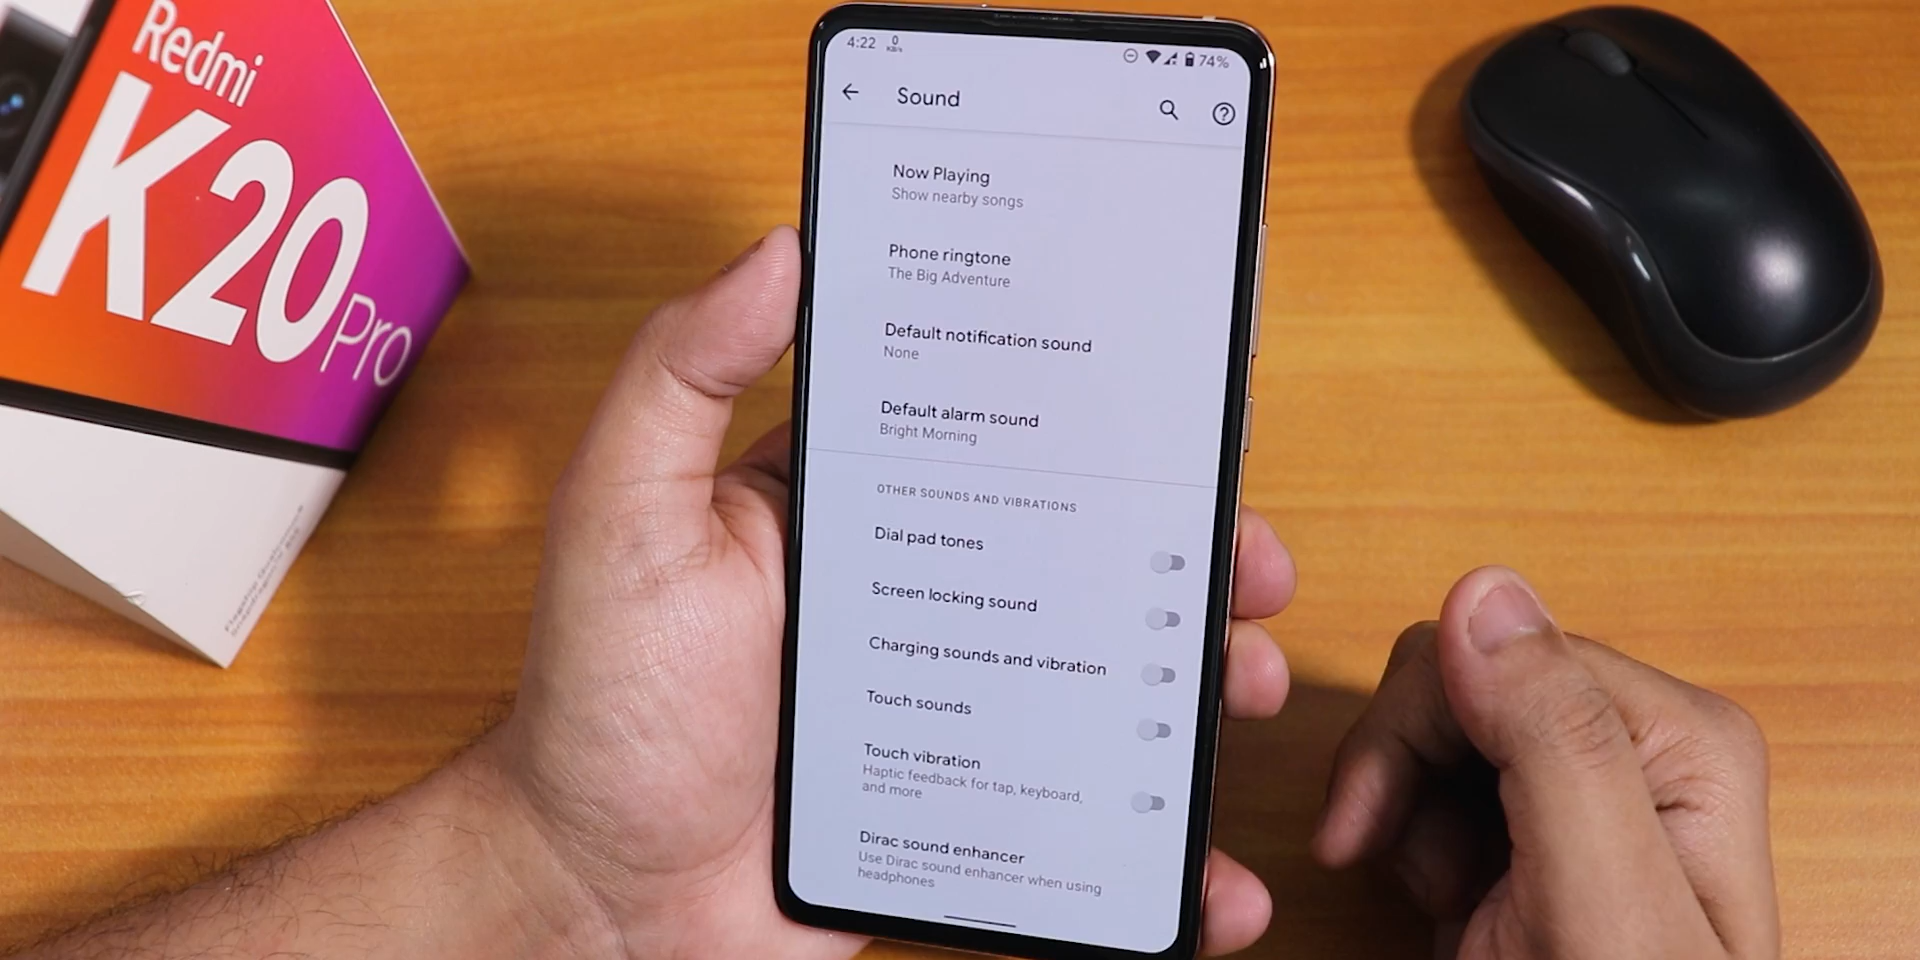 Redmi
K20 Pro
4:22
0
KB/s
74%
Sound
Now Playing
Show nearby songs
Phone ringtone
The Big Adventure
Default notification sound
None
Default alarm sound
Bright Morning
OTHER SOUNDS AND VIBRATIONS
Dial pad tones
Screen locking sound
Charging sounds and vibration
Touch sounds
Touch vibration
Haptic feedback for tap, keyboard,
and more
Dirac sound enhancer
Use Dirac sound enhancer when using
headphones